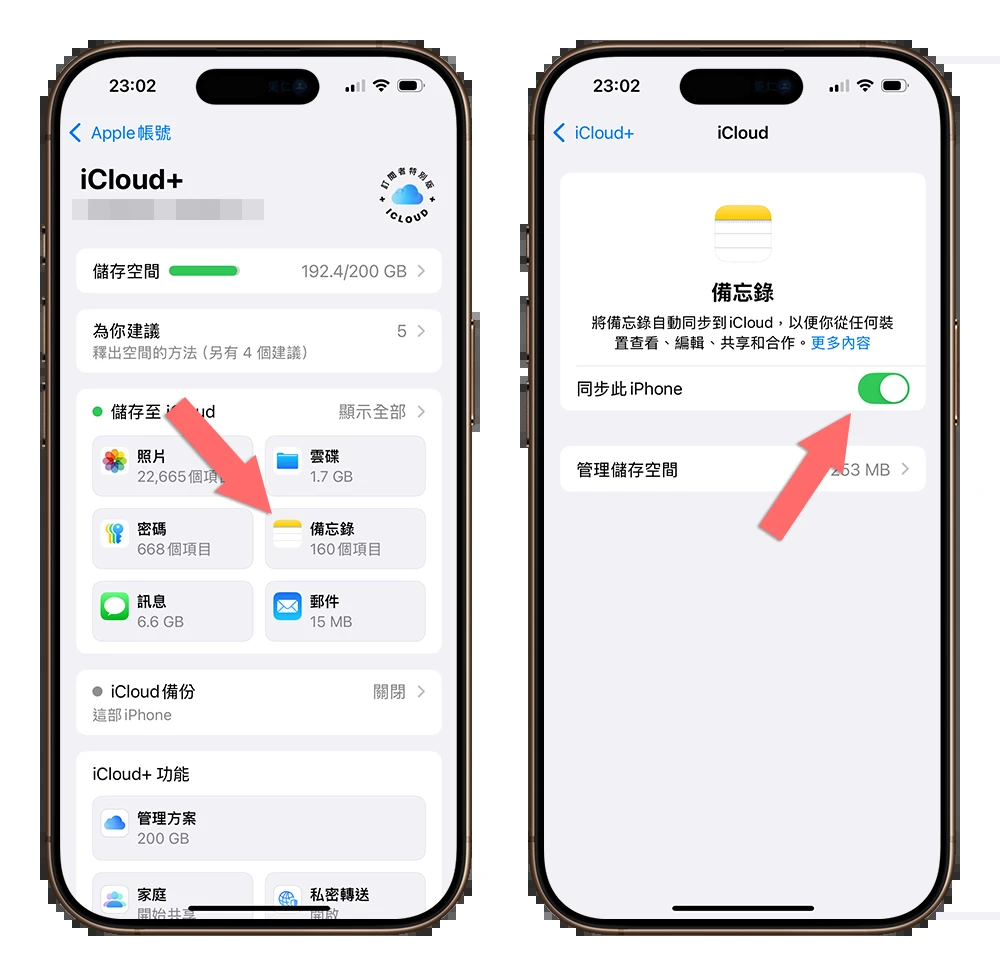 23:02
Apple帳號
iCloud+
訂閱者特別版
ICLOUD
儲存空間
192.4/200 GB
為你建議
5
釋出空間的方法（另有 4 個建議）
儲存至
顯示全部
照片
22,665個項
雲碟
1.7 GB
密碼
668個項目
備忘錄
160個項目
訊息
6.6 GB
郵件
15 MB
iCloud備份
關閉
這部iPhone
iCloud+ 功能
管理方案
200 GB
家庭
開始共享
私密轉送
開啟
23:02
iCloud+
iCloud
備忘錄
將備忘錄自動同步到iCloud，以便你從任何裝
置查看、編輯、共享和合作。更多內容
同步此iPhone
管理儲存空間
253 MB